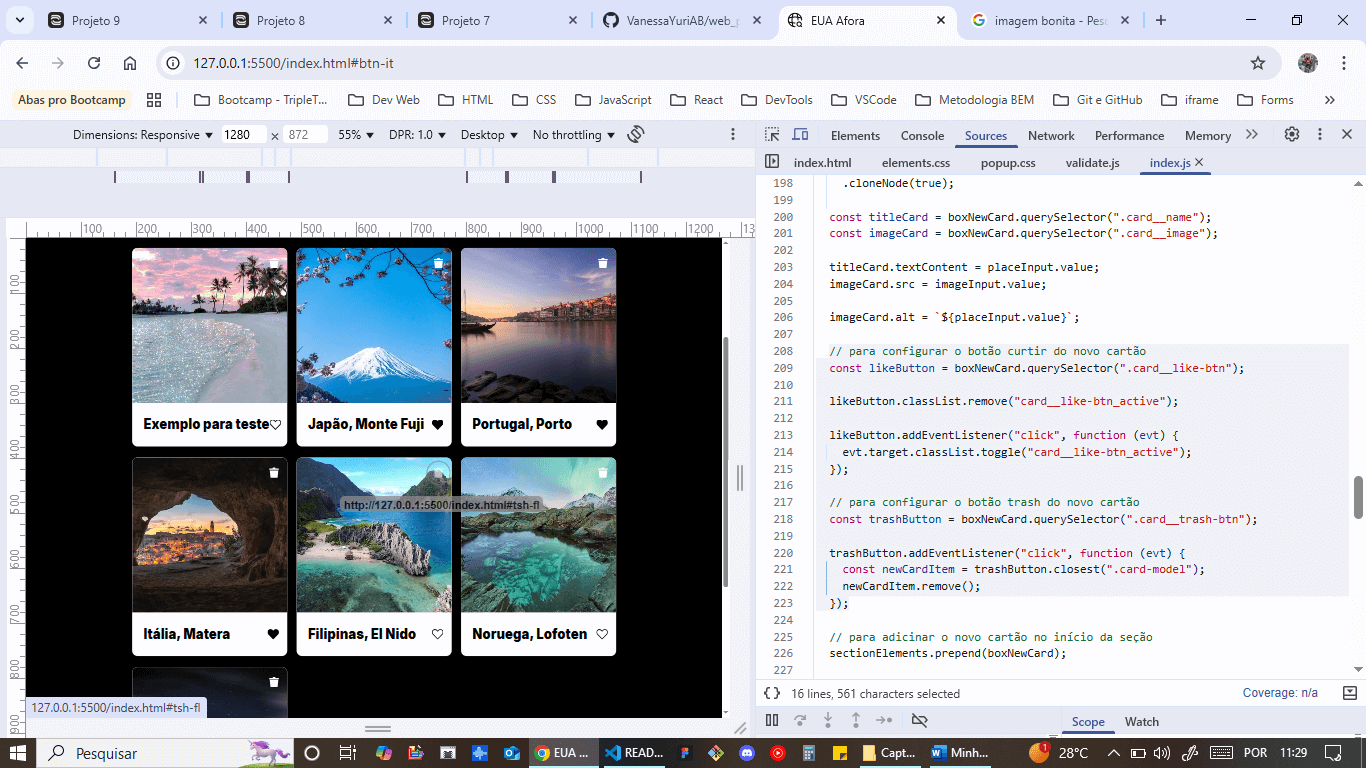 Projeto 9
Projeto 8
Projeto 7
VanessaYuriAB/web_p
EUA Afora
imagem bonita - Pesq
127.0.0.1:5500/index.html#btn-it
Abas pro Bootcamp
Bootcamp - TripleT...
Dev Web
HTML
CSS
JavaScript
React
DevTools
VSCode
Metodologia BEM
Git e GitHub
iframe
Forms
Dimensions: Responsive
1280
×
872
55%
DPR: 1.0
Desktop
No throttling
Elements
Console
Sources
Network
Performance
Memory
index.html
elements.css
popup.css
validate.js
index.js
100 200 300 400 500 600 700 800 900 1000 1100 1200
100
200
300
400
500
600
700
800
900
Exemplo para teste
Japão, Monte Fuji
Portugal, Porto
http://127.0.0.1:5500/index.html#tsh-fl
Itália, Matera
Filipinas, El Nido
Noruega, Lofoten
127.0.0.1:5500/index.html#tsh-fl
198 .cloneNode(true);
199
200 const titleCard = boxNewCard.querySelector(".card__name");
201 const imageCard = boxNewCard.querySelector(".card__image");
202
203 titleCard.textContent = placeInput.value;
204 imageCard.src = imageInput.value;
205
206 imageCard.alt = `${placeInput.value}`;
207
208 // para configurar o botão curtir do novo cartão
209 const likeButton = boxNewCard.querySelector(".card__like-btn");
210
211 likeButton.classList.remove("card__like-btn_active");
212
213 likeButton.addEventListener("click", function (evt) {
214 evt.target.classList.toggle("card__like-btn_active");
215 });
216
217 // para configurar o botão trash do novo cartão
218 const trashButton = boxNewCard.querySelector(".card__trash-btn");
219
220 trashButton.addEventListener("click", function (evt) {
221 const newCardItem = trashButton.closest(".card-model");
222 newCardItem.remove();
223 });
224
225 // para adicinar o novo cartão no início da seção
226 sectionElements.prepend(boxNewCard);
227
16 lines, 561 characters selected
Coverage: n/a
Scope
Watch
Pesquisar
EUA ...
READ...
Capt...
Minh...
1
28°C
POR
11:29